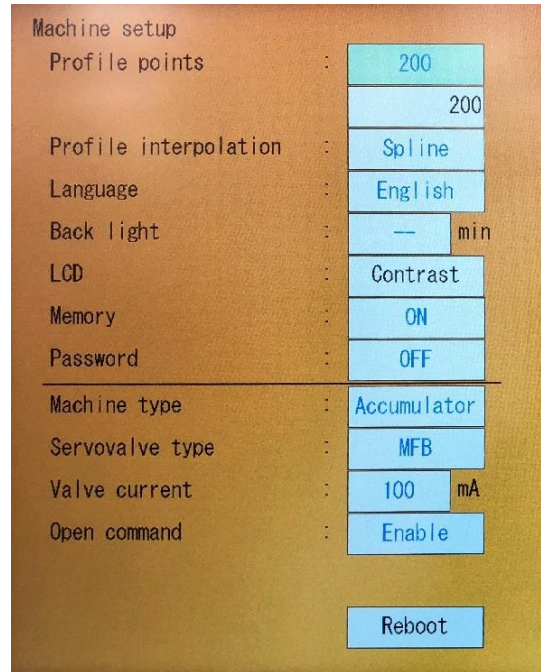 Machine setup
Profile points : 200
200
Profile interpolation : Spline
Language : English
Back light : -- min
LCD : Contrast
Memory : ON
Password : OFF
Machine type : Accumulator
Servovalve type : MFB
Valve current : 100 mA
Open command : Enable
Reboot